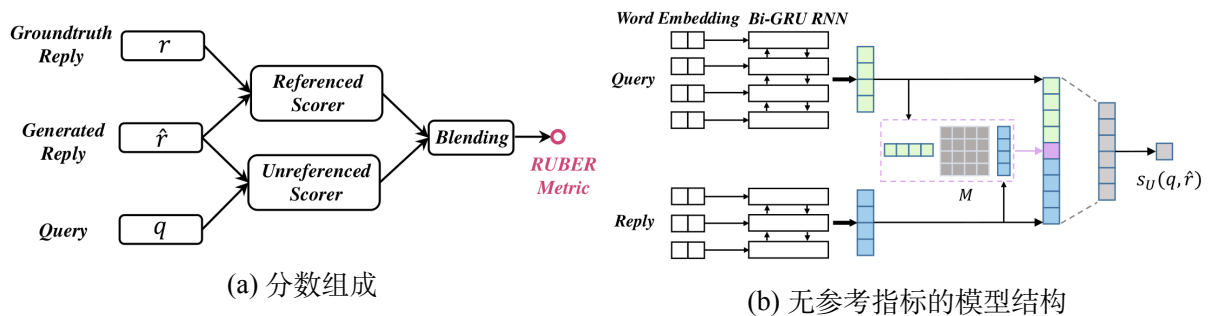 Groundtruth
Reply
r
Generated
Reply
r̂
Query
q
Referenced
Scorer
Unreferenced
Scorer
Blending
RUBER
Metric
(a) 分数组成
Word Embedding
Bi-GRU RNN
Query
Reply
M
s_U(q,r̂)
(b) 无参考指标的模型结构